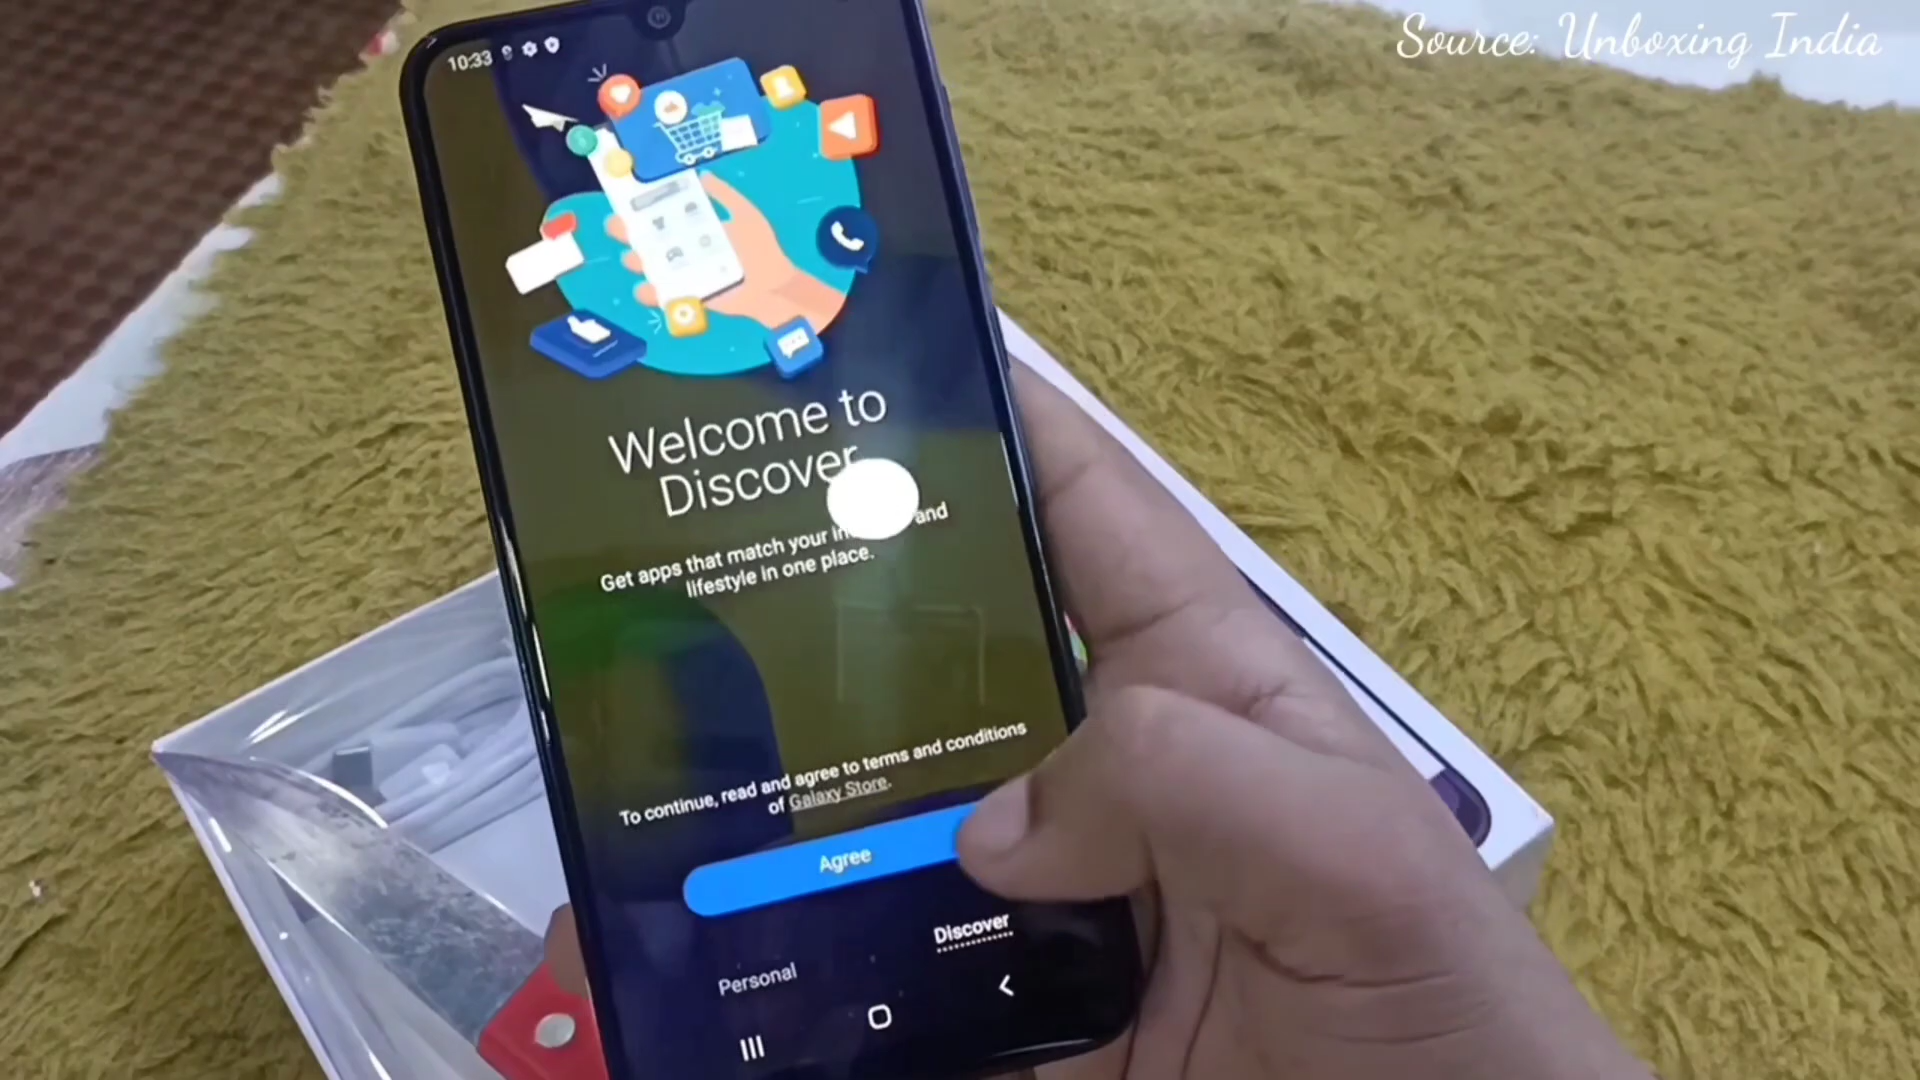 Source: Unboxing India
10:33
Welcome to
Discover
Get apps that match your and
lifestyle in one place.
To continue, read and agree to terms and conditions
of Galaxy Store.
Agree
Personal
Discover